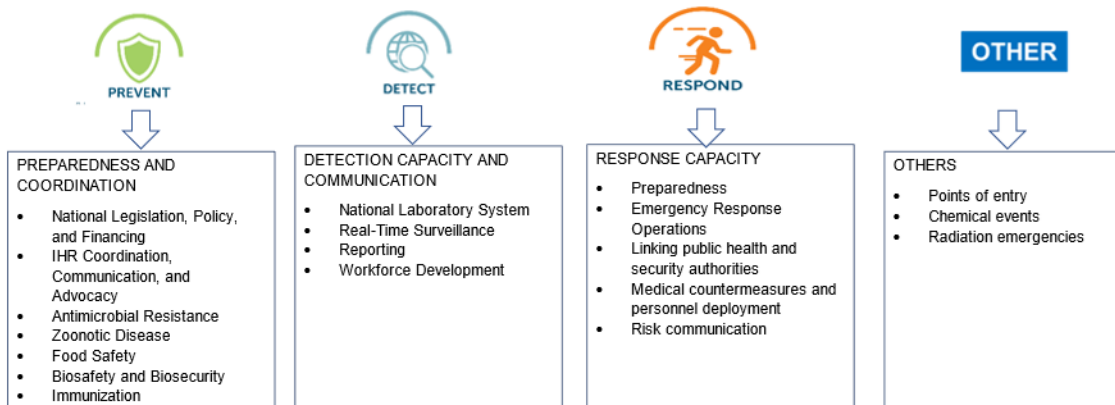 PREVENT
DETECT
RESPOND
OTHER
PREPAREDNESS AND
COORDINATION
• National Legislation, Policy,
and Financing
• IHR Coordination,
Communication, and
Advocacy
• Antimicrobial Resistance
• Zoonotic Disease
• Food Safety
• Biosafety and Biosecurity
• Immunization
DETECTION CAPACITY AND
COMMUNICATION
• National Laboratory System
• Real-Time Surveillance
• Reporting
• Workforce Development
RESPONSE CAPACITY
• Preparedness
• Emergency Response
Operations
• Linking public health and
security authorities
• Medical countermeasures and
personnel deployment
• Risk communication
OTHERS
• Points of entry
• Chemical events
• Radiation emergencies